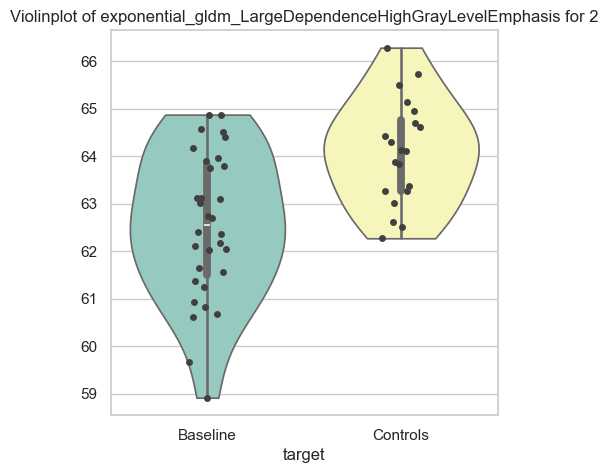 Violinplot of exponential_gldm_LargeDependenceHighGrayLevelEmphasis for 2
66
65
64
63
62
61
60
59
Baseline Controls
target